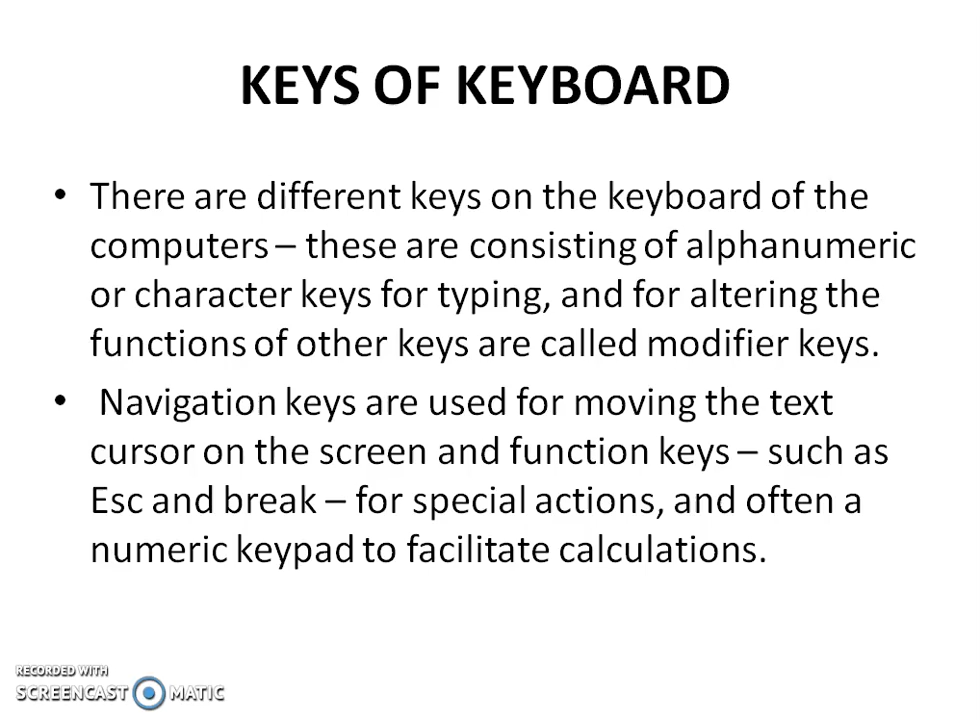 KEYS OF KEYBOARD
• There are different keys on the keyboard of the
computers – these are consisting of alphanumeric
or character keys for typing, and for altering the
functions of other keys are called modifier keys.
• Navigation keys are used for moving the text
cursor on the screen and function keys – such as
Esc and break – for special actions, and often a
numeric keypad to facilitate calculations.
RECORDED WITH
SCREENCAST MATIC